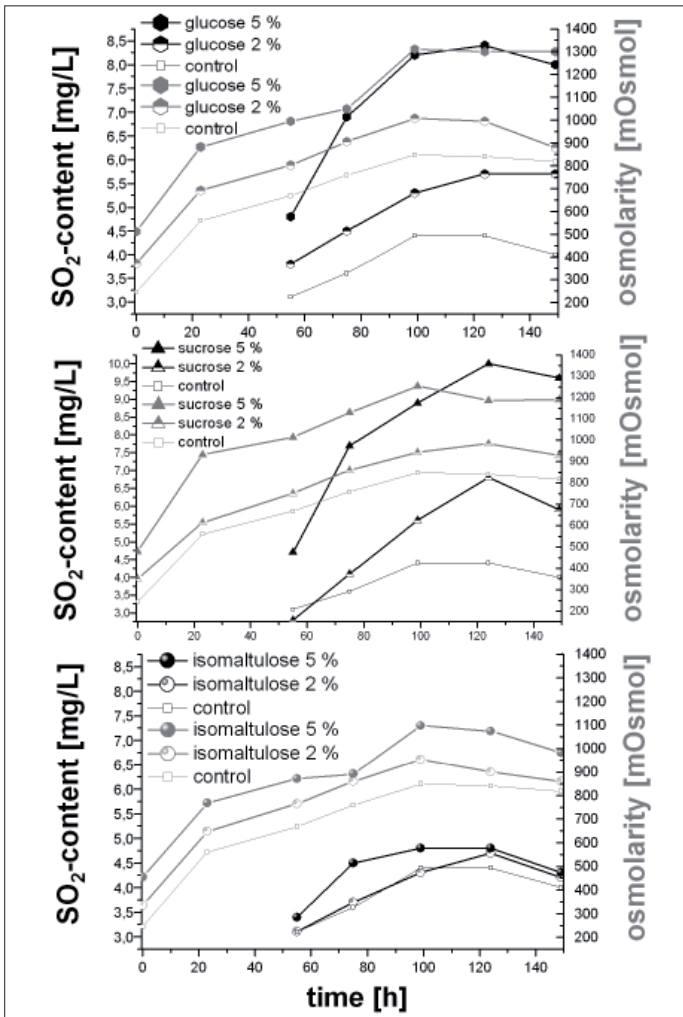 glucose 5 %
glucose 2 %
control
glucose 5 %
glucose 2 %
control
SO2-content [mg/L]
8,5
8,0
7,5
7,0
6,5
6,0
5,5
5,0
4,5
4,0
3,5
3,0
1400
1300
1200
1100
1000
900
800
700
600
500
400
300
200
osmolarity [mOsmol]
0 20 40 60 80 100 120 140
sucrose 5 %
sucrose 2 %
control
sucrose 5 %
sucrose 2 %
control
SO2-content [mg/L]
10,0
9,5
9,0
8,5
8,0
7,5
7,0
6,5
6,0
5,5
5,0
4,5
4,0
3,5
3,0
1400
1300
1200
1100
1000
900
800
700
600
500
400
300
200
osmolarity [mOsmol]
0 20 40 60 80 100 120 140
isomaltulose 5 %
isomaltulose 2 %
control
isomaltulose 5 %
isomaltulose 2 %
control
SO2-content [mg/L]
8,5
8,0
7,5
7,0
6,5
6,0
5,5
5,0
4,5
4,0
3,5
3,0
1400
1300
1200
1100
1000
900
800
700
600
500
400
300
200
osmolarity [mOsmol]
0 20 40 60 80 100 120 140
time [h]